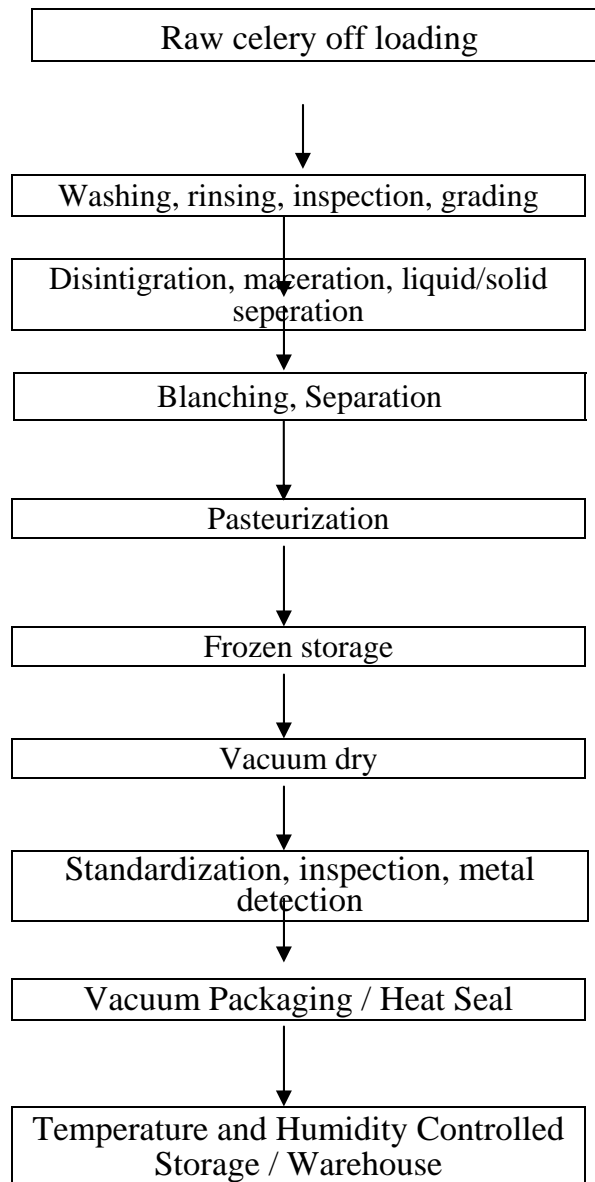 Raw celery off loading
Washing, rinsing, inspection, grading
Disintigration, maceration, liquid/solid
seperation
Blanching, Separation
Pasteurization
Frozen storage
Vacuum dry
Standardization, inspection, metal
detection
Vacuum Packaging / Heat Seal
Temperature and Humidity Controlled
Storage / Warehouse